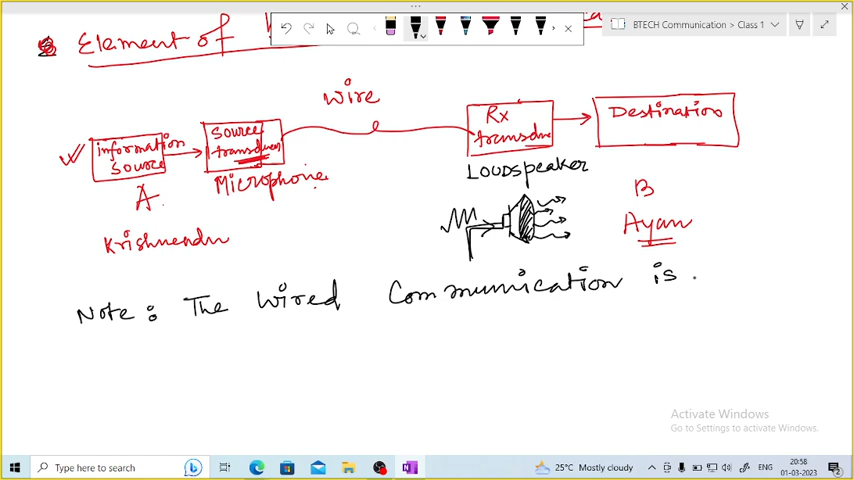 BTECH Communication > Class 1
Element of
Wire
Information Source
Source transducer
Rx transdu
Destination
Microphone
Loudspeaker
A
B
Krishnendu
Ayan
Note: The Wired Communication is
Activate Windows
Go to Settings to activate Windows.
Type here to search
25°C Mostly cloudy
ENG
20:58
01-03-2023
2